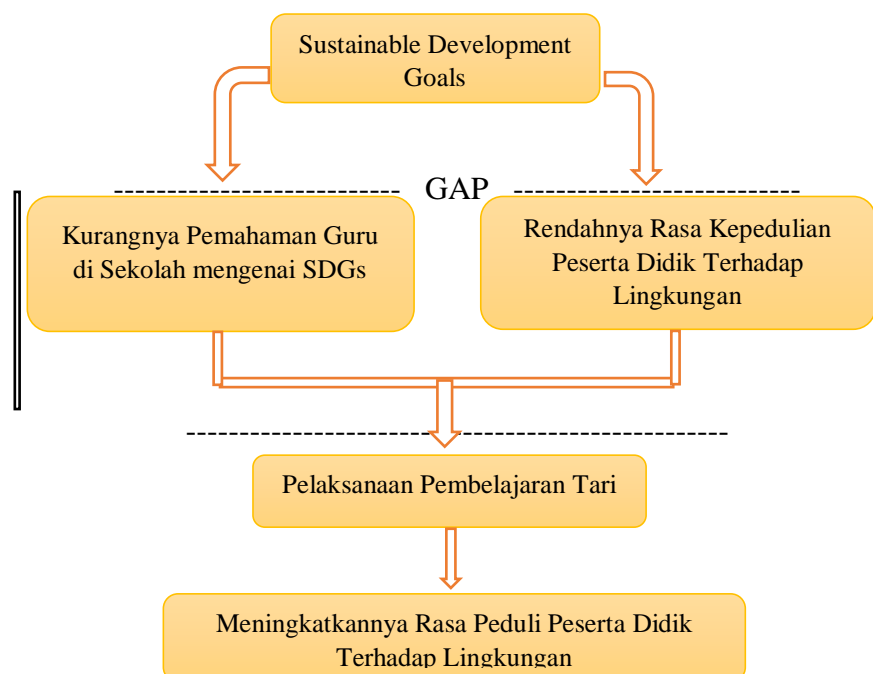 Sustainable Development
Goals
GAP
Kurangnya Pemahaman Guru
di Sekolah mengenai SDGs
Rendahnya Rasa Kepedulian
Peserta Didik Terhadap
Lingkungan
Pelaksanaan Pembelajaran Tari
Meningkatkannya Rasa Peduli Peserta Didik
Terhadap Lingkungan